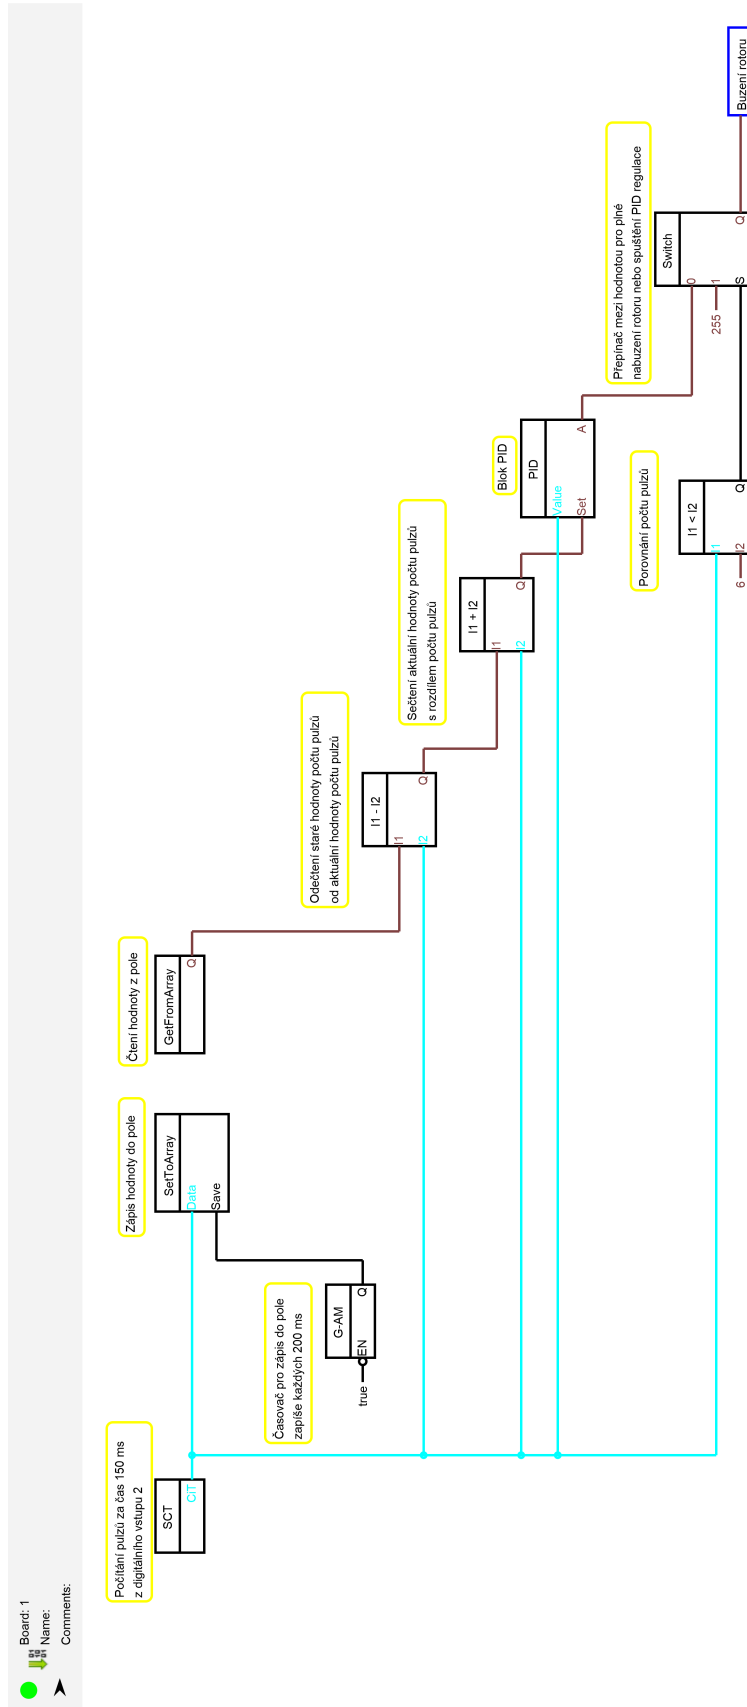 Board: 1
Name:
Comments:
Počítání pulzů za čas 150 ms
z digitálního vstupu 2
SCT
CiT
Časovač pro zápis do pole
zapíše každých 200 ms
true
G-AM
EN
Q
Zápis hodnoty do pole
SetToArray
Data
Save
Čtení hodnoty z pole
GetFromArray
Q
Odečtení staré hodnoty počtu pulzů
od aktuální hodnoty počtu pulzů
I1 - I2
I1
I2
Q
Sečtení aktuální hodnoty počtu pulzů
s rozdílem počtu pulzů
I1 + I2
I1
I2
Q
Blok PID
PID
Value
Set
A
Porovnání počtu pulzů
I1 < I2
I1
I2
Q
6
Přepínač mezi hodnotou pro plné
nabuzení rotoru nebo spuštění PID regulace
Switch
0
1
S
Q
255
Buzení rotoru